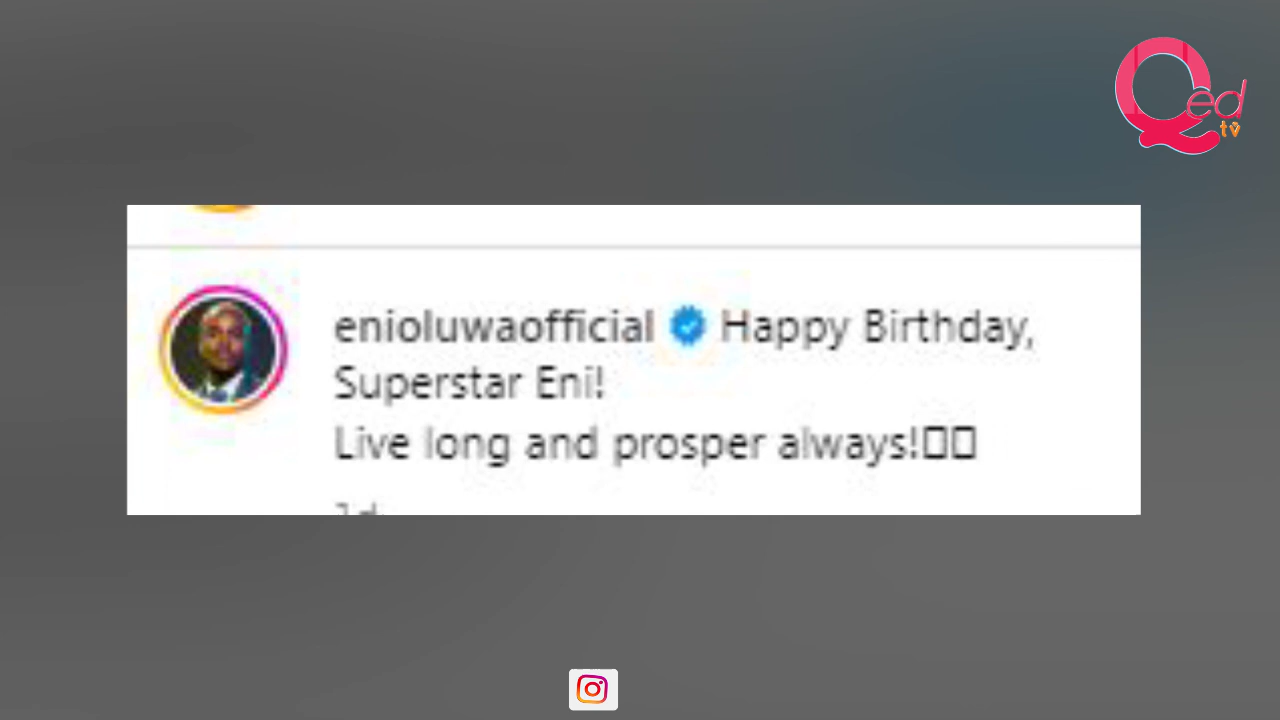 Qed
tv
enioluwaofficial Happy Birthday,
Superstar Eni!
Live long and prosper always!